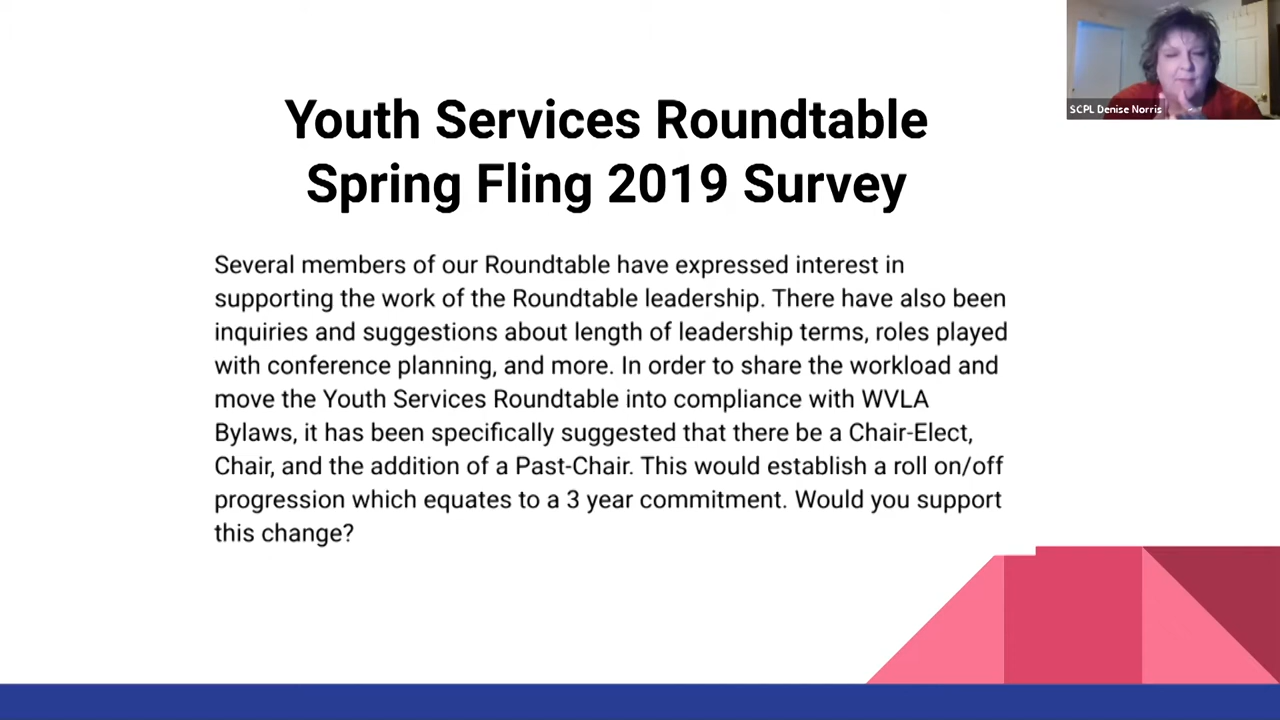 Youth Services Roundtable
Spring Fling 2019 Survey
SCPL Denise Norris
Several members of our Roundtable have expressed interest in
supporting the work of the Roundtable leadership. There have also been
inquiries and suggestions about length of leadership terms, roles played
with conference planning, and more. In order to share the workload and
move the Youth Services Roundtable into compliance with WVLA
Bylaws, it has been specifically suggested that there be a Chair-Elect,
Chair, and the addition of a Past-Chair. This would establish a roll on/off
progression which equates to a 3 year commitment. Would you support
this change?